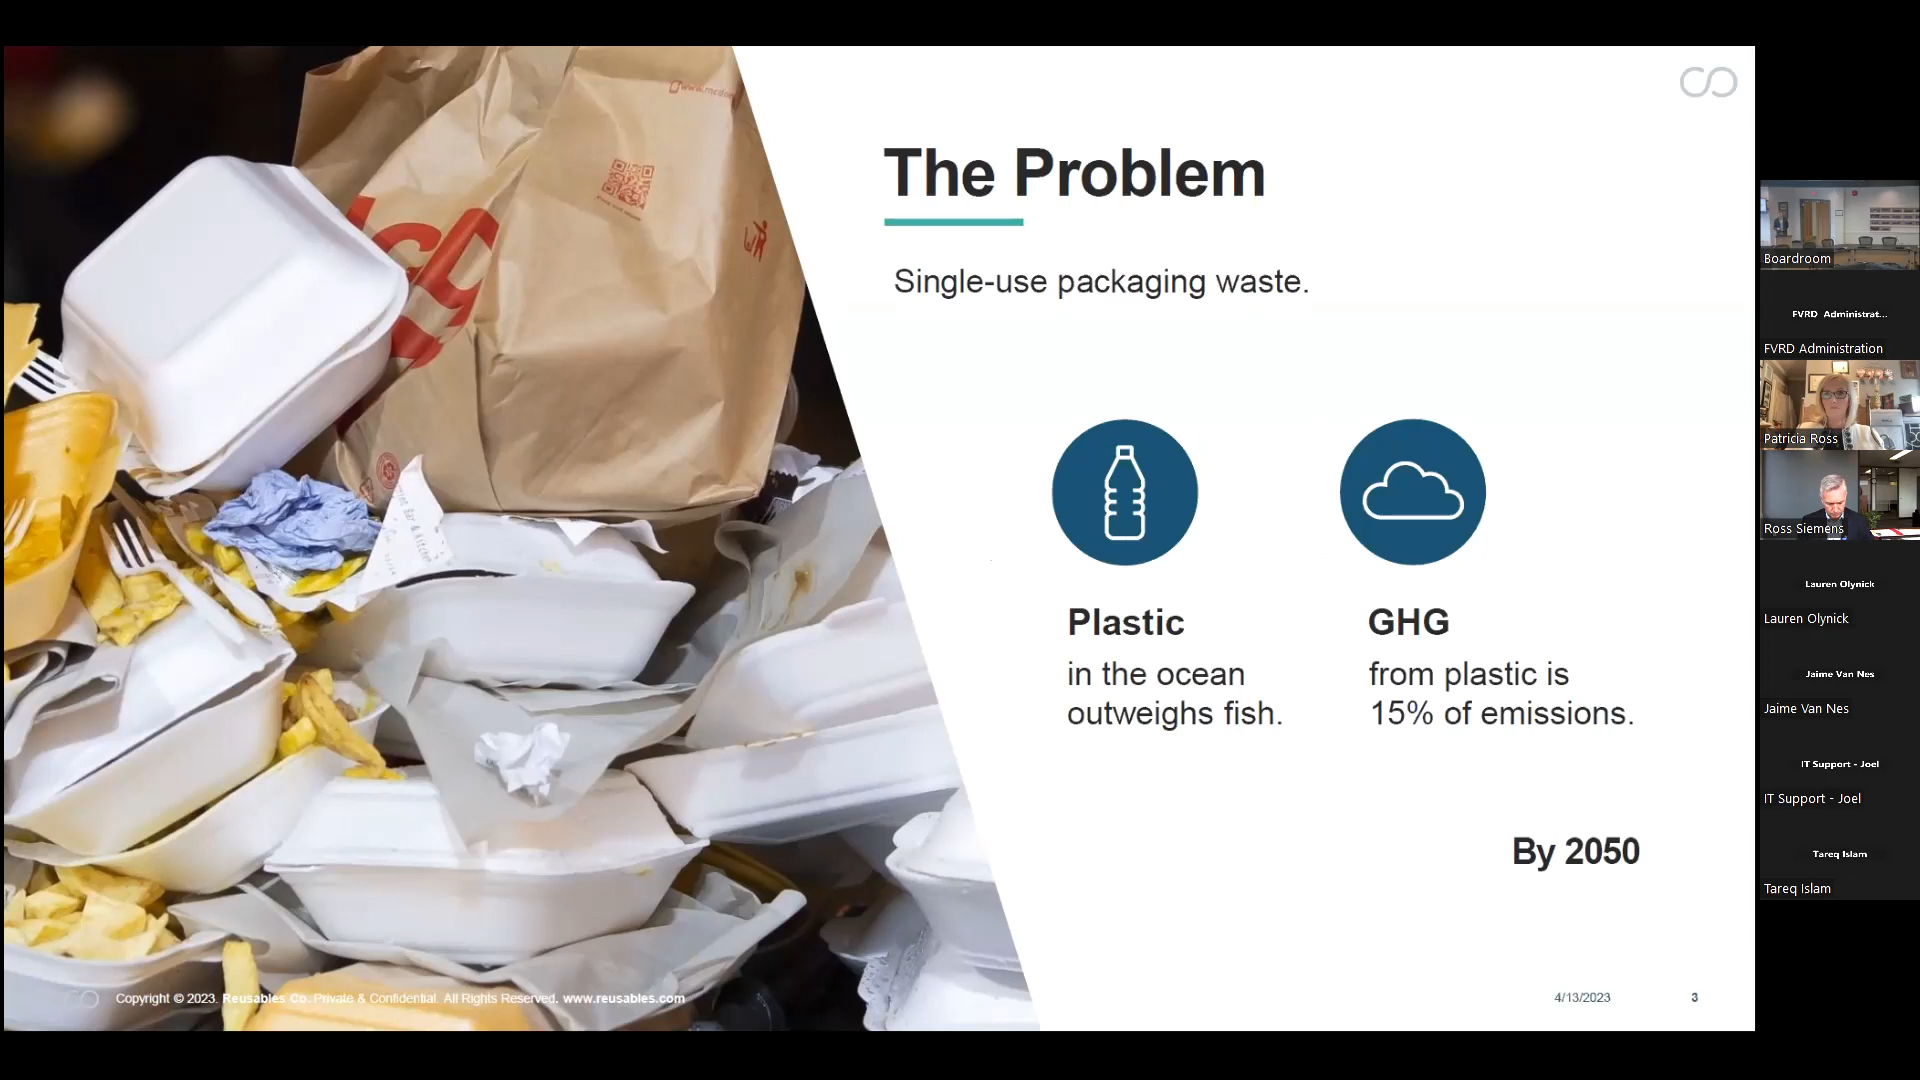 The Problem
Single-use packaging waste.
Plastic
in the ocean
outweighs fish.
GHG
from plastic is
15% of emissions.
By 2050
Copyright © 2023. Reusables Co. Private & Confidential. All Rights Reserved. www.reusables.com
4/13/2023
3
Boardroom
FVRD Administrat...
FVRD Administration
Patricia Ross
Ross Siemens
Lauren Olynick
Lauren Olynick
Jaime Van Nes
Jaime Van Nes
IT Support - Joel
IT Support - Joel
Tareq Islam
Tareq Islam